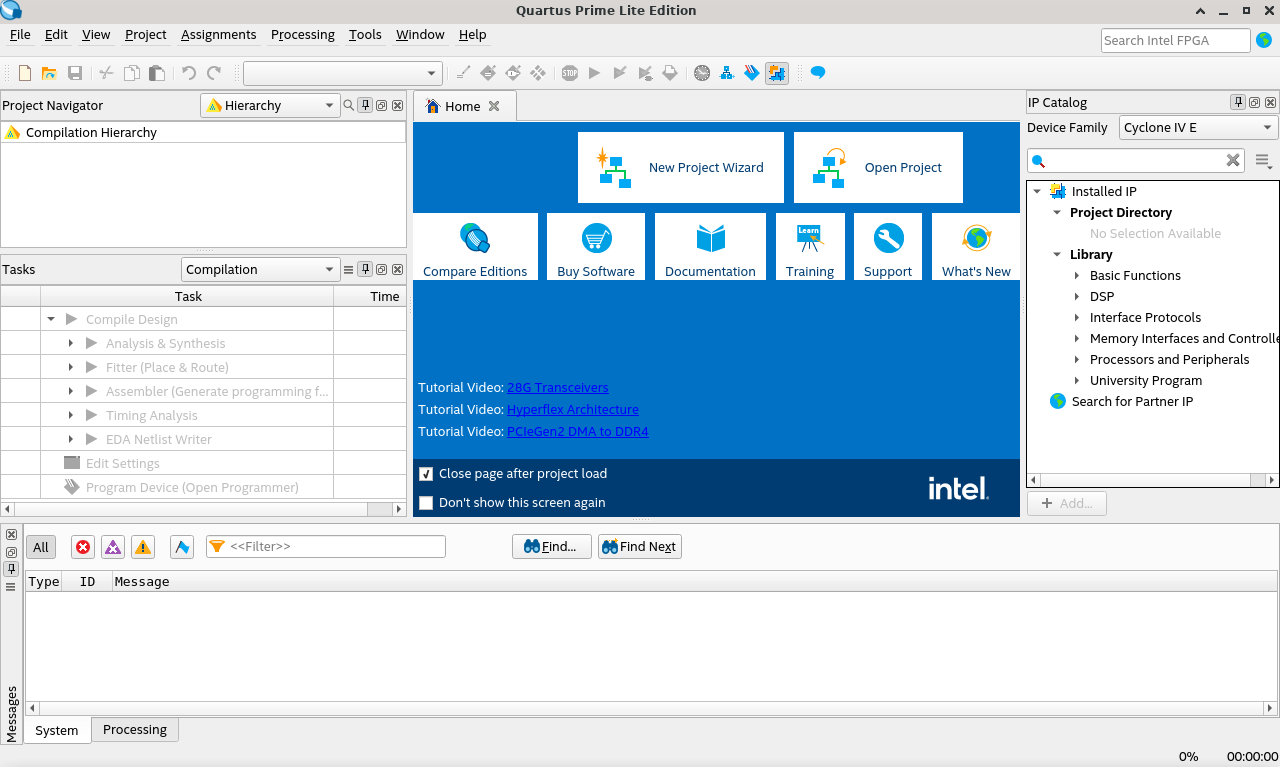 Quartus Prime Lite Edition
File Edit View Project Assignments Processing Tools Window Help
Search Intel FPGA
Project Navigator
Hierarchy
Compilation Hierarchy
Tasks
Compilation
Task Time
Compile Design
Analysis & Synthesis
Fitter (Place & Route)
Assembler (Generate programming f...
Timing Analysis
EDA Netlist Writer
Edit Settings
Program Device (Open Programmer)
Home
New Project Wizard
Open Project
Compare Editions
Buy Software
Documentation
Learn
Training
Support
What's New
Tutorial Video: 28G Transceivers
Tutorial Video: Hyperflex Architecture
Tutorial Video: PCIeGen2 DMA to DDR4
Close page after project load
Don't show this screen again
intel.
IP Catalog
Device Family
Cyclone IV E
Installed IP
Project Directory
No Selection Available
Library
Basic Functions
DSP
Interface Protocols
Memory Interfaces and Controlle
Processors and Peripherals
University Program
Search for Partner IP
Add...
All
<<Filter>>
Find...
Find Next
Type ID Message
Messages
System
Processing
0% 00:00:00